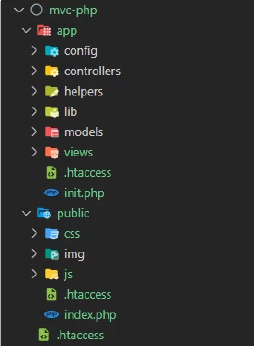 mvc-php
app
config
controllers
helpers
lib
models
views
.htaccess
init.php
public
css
img
js
.htaccess
index.php
.htaccess